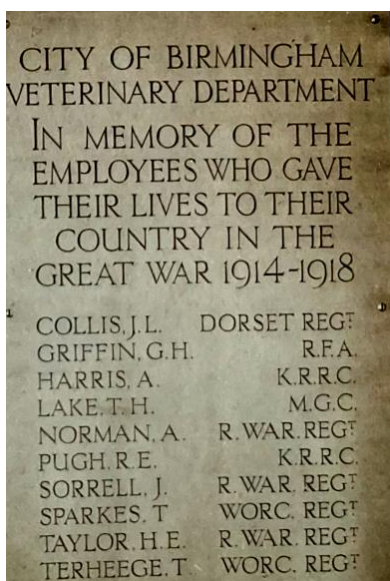 CITY OF BIRMINGHAM
VETERINARY DEPARTMENT
IN MEMORY OF THE
EMPLOYEES WHO GAVE
THEIR LIVES TO THEIR
COUNTRY IN THE
GREAT WAR 1914-1918
COLLIS, J.L. DORSET REGT
GRIFFIN, G.H. R.F.A.
HARRIS, A. K.R.R.C.
LAKE, T.H. M.G.C.
NORMAN, A. R. WAR. REGT
PUGH, R E. K.R.R.C.
SORRELL, J. R. WAR. REGT
SPARKES, T WORC. REGT
TAYLOR, H.E. R. WAR. REGT
TERHEEGE, T WORC. REGT